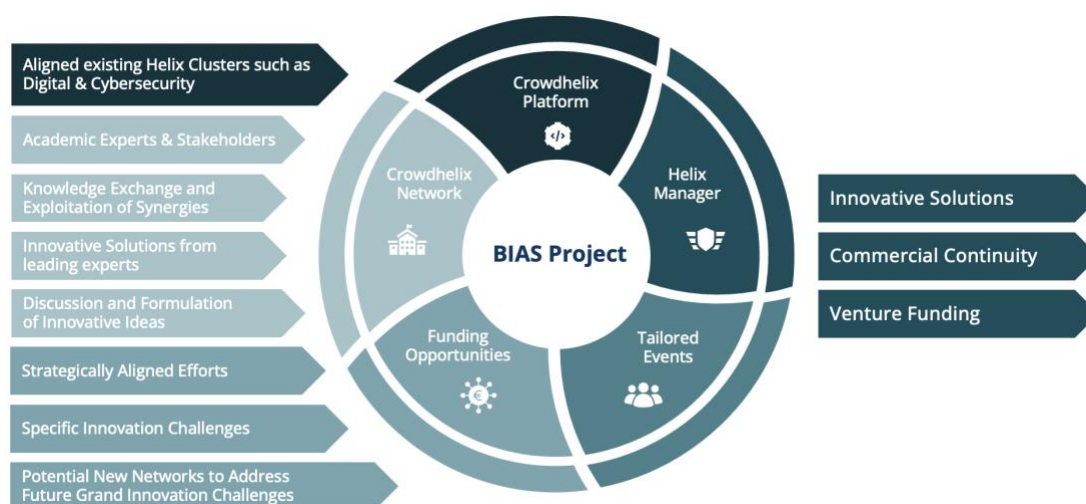 Aligned existing Helix Clusters such as
Digital & Cybersecurity
Academic Experts & Stakeholders
Knowledge Exchange and
Exploitation of Synergies
Innovative Solutions from
leading experts
Discussion and Formulation
of Innovative Ideas
Strategically Aligned Efforts
Specific Innovation Challenges
Potential New Networks to Address
Future Grand Innovation Challenges
Crowdhelix
Platform
</>
Crowdhelix
Network
Helix
Manager
BIAS Project
Funding
Opportunities
€
Tailored
Events
Innovative Solutions
Commercial Continuity
Venture Funding